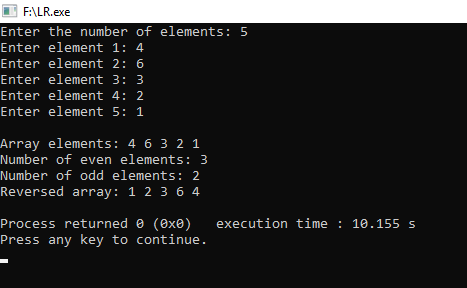 F:\LR.exe
Enter the number of elements: 5
Enter element 1: 4
Enter element 2: 6
Enter element 3: 3
Enter element 4: 2
Enter element 5: 1
Array elements: 4 6 3 2 1
Number of even elements: 3
Number of odd elements: 2
Reversed array: 1 2 3 6 4
Process returned 0 (0x0)   execution time : 10.155 s
Press any key to continue.